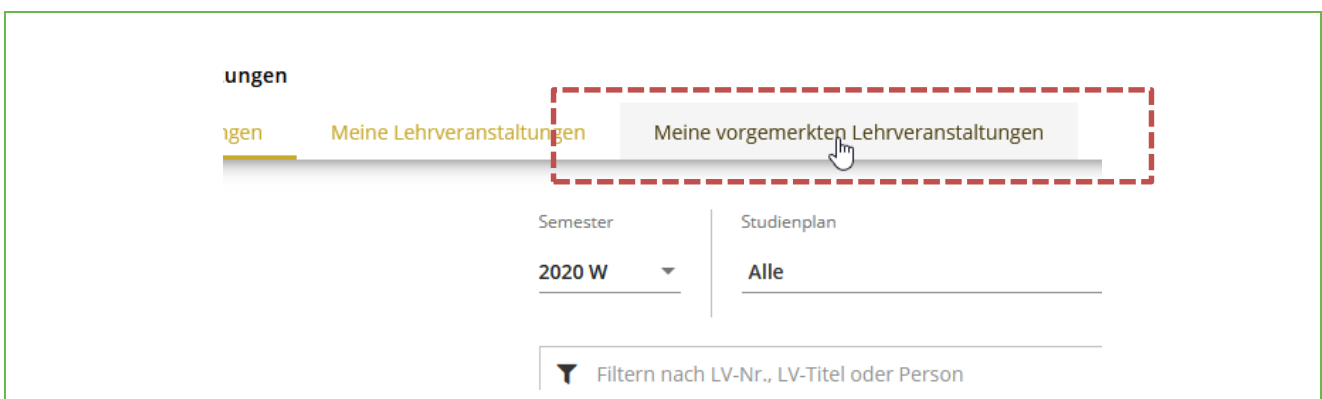 ungen
ngen Meine Lehrveranstaltungen Meine vorgemerkten Lehrveranstaltungen
Semester Studienplan
2020 W Alle
Filtern nach LV-Nr., LV-Titel oder Person